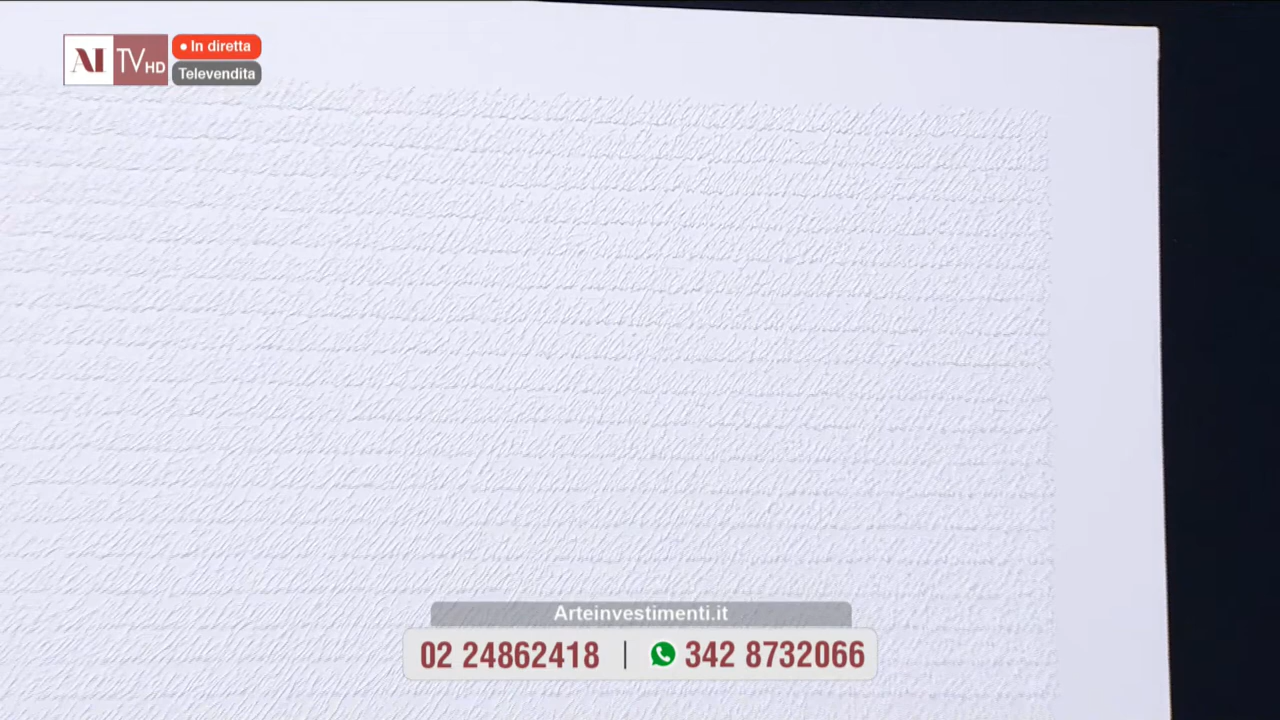 AI TV HD
In diretta
Televendita
Arteinvestimenti.it
02 24862418 | 342 8732066